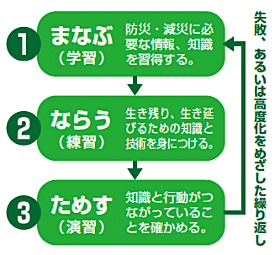 1
まなぶ
（学習）
防災・減災に必
要な情報、知識
を習得する。
2
ならう
（練習）
生き残り、生き延
びるための知識と
技術を身につける。
3
ためす
（演習）
知識と行動がつ
ながっているこ
とを確かめる。
失敗、あるいは高度化をめざした繰り返し